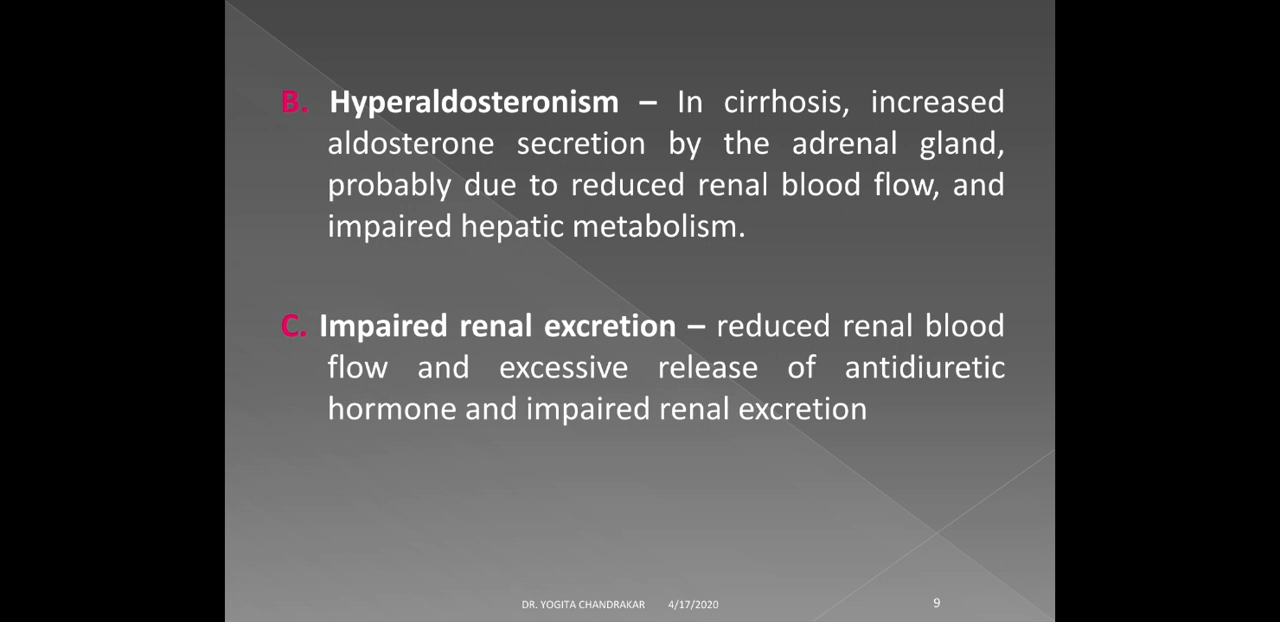 B. Hyperaldosteronism – In cirrhosis, increased
aldosterone secretion by the adrenal gland,
probably due to reduced renal blood flow, and
impaired hepatic metabolism.
C. Impaired renal excretion – reduced renal blood
flow and excessive release of antidiuretic
hormone and impaired renal excretion
DR. YOGITA CHANDRAKAR 4/17/2020 9